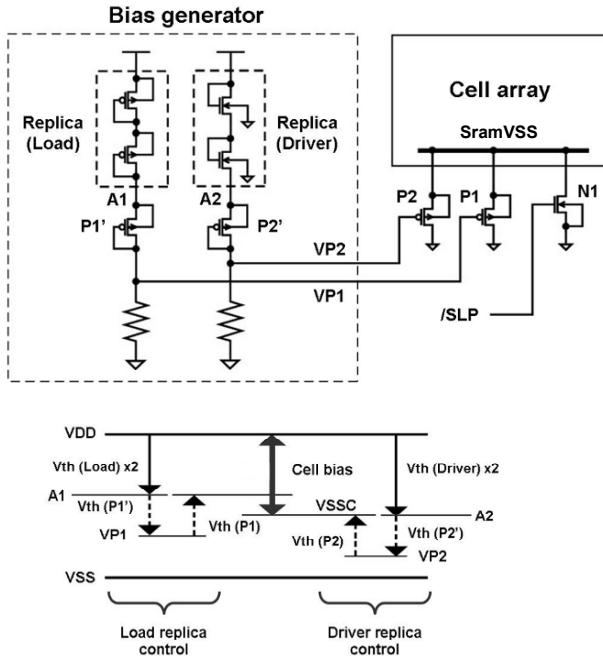 Bias generator
Replica
(Load)
Replica
(Driver)
A1
A2
P1’
P2’
VP2
VP1
Cell array
SramVSS
P2
P1
N1
/SLP
VDD
Vth (Load) x2
Cell bias
Vth (Driver) x2
A1
Vth (P1’)
VP1
Vth (P1)
VSSC
A2
Vth (P2)
Vth (P2’)
VP2
VSS
Load replica
control
Driver replica
control